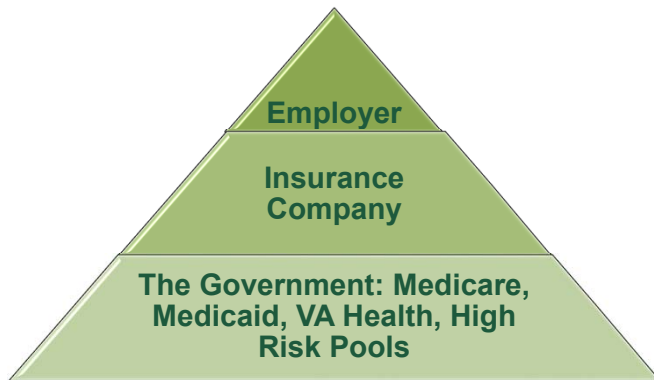 Employer
Insurance
Company
The Government: Medicare,
Medicaid, VA Health, High
Risk Pools